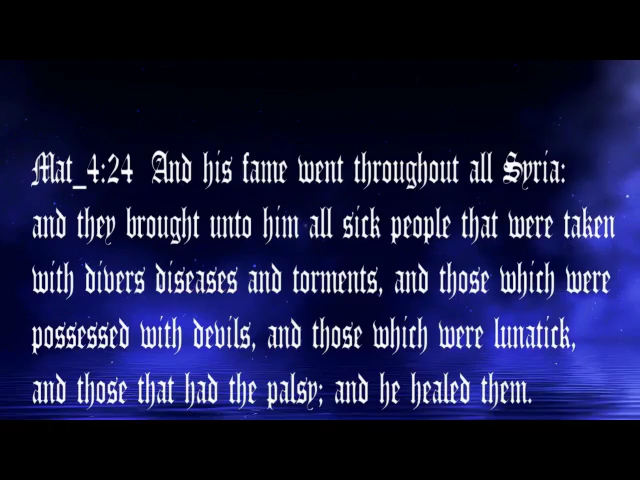 Mat_4:24 And his fame went throughout all Syria:
and they brought unto him all sick people that were taken
with divers diseases and torments, and those which were
possessed with devils, and those which were lunatick,
and those that had the palsy; and he healed them.